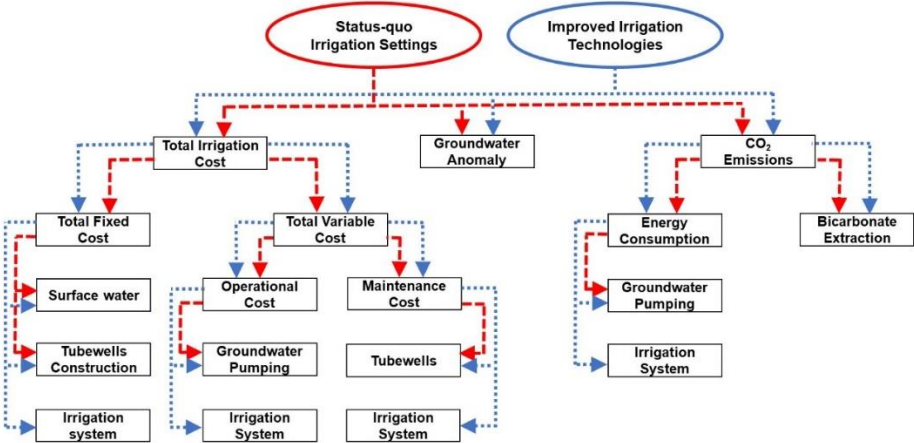 Status-quo
Irrigation Settings
Improved Irrigation
Technologies
Total Irrigation
Cost
Groundwater
Anomaly
CO₂
Emissions
Total Fixed
Cost
Total Variable
Cost
Energy
Consumption
Bicarbonate
Extraction
Surface water
Operational
Cost
Maintenance
Cost
Groundwater
Pumping
Tubewells
Construction
Groundwater
Pumping
Tubewells
Irrigation
System
Irrigation
system
Irrigation
System
Irrigation
System